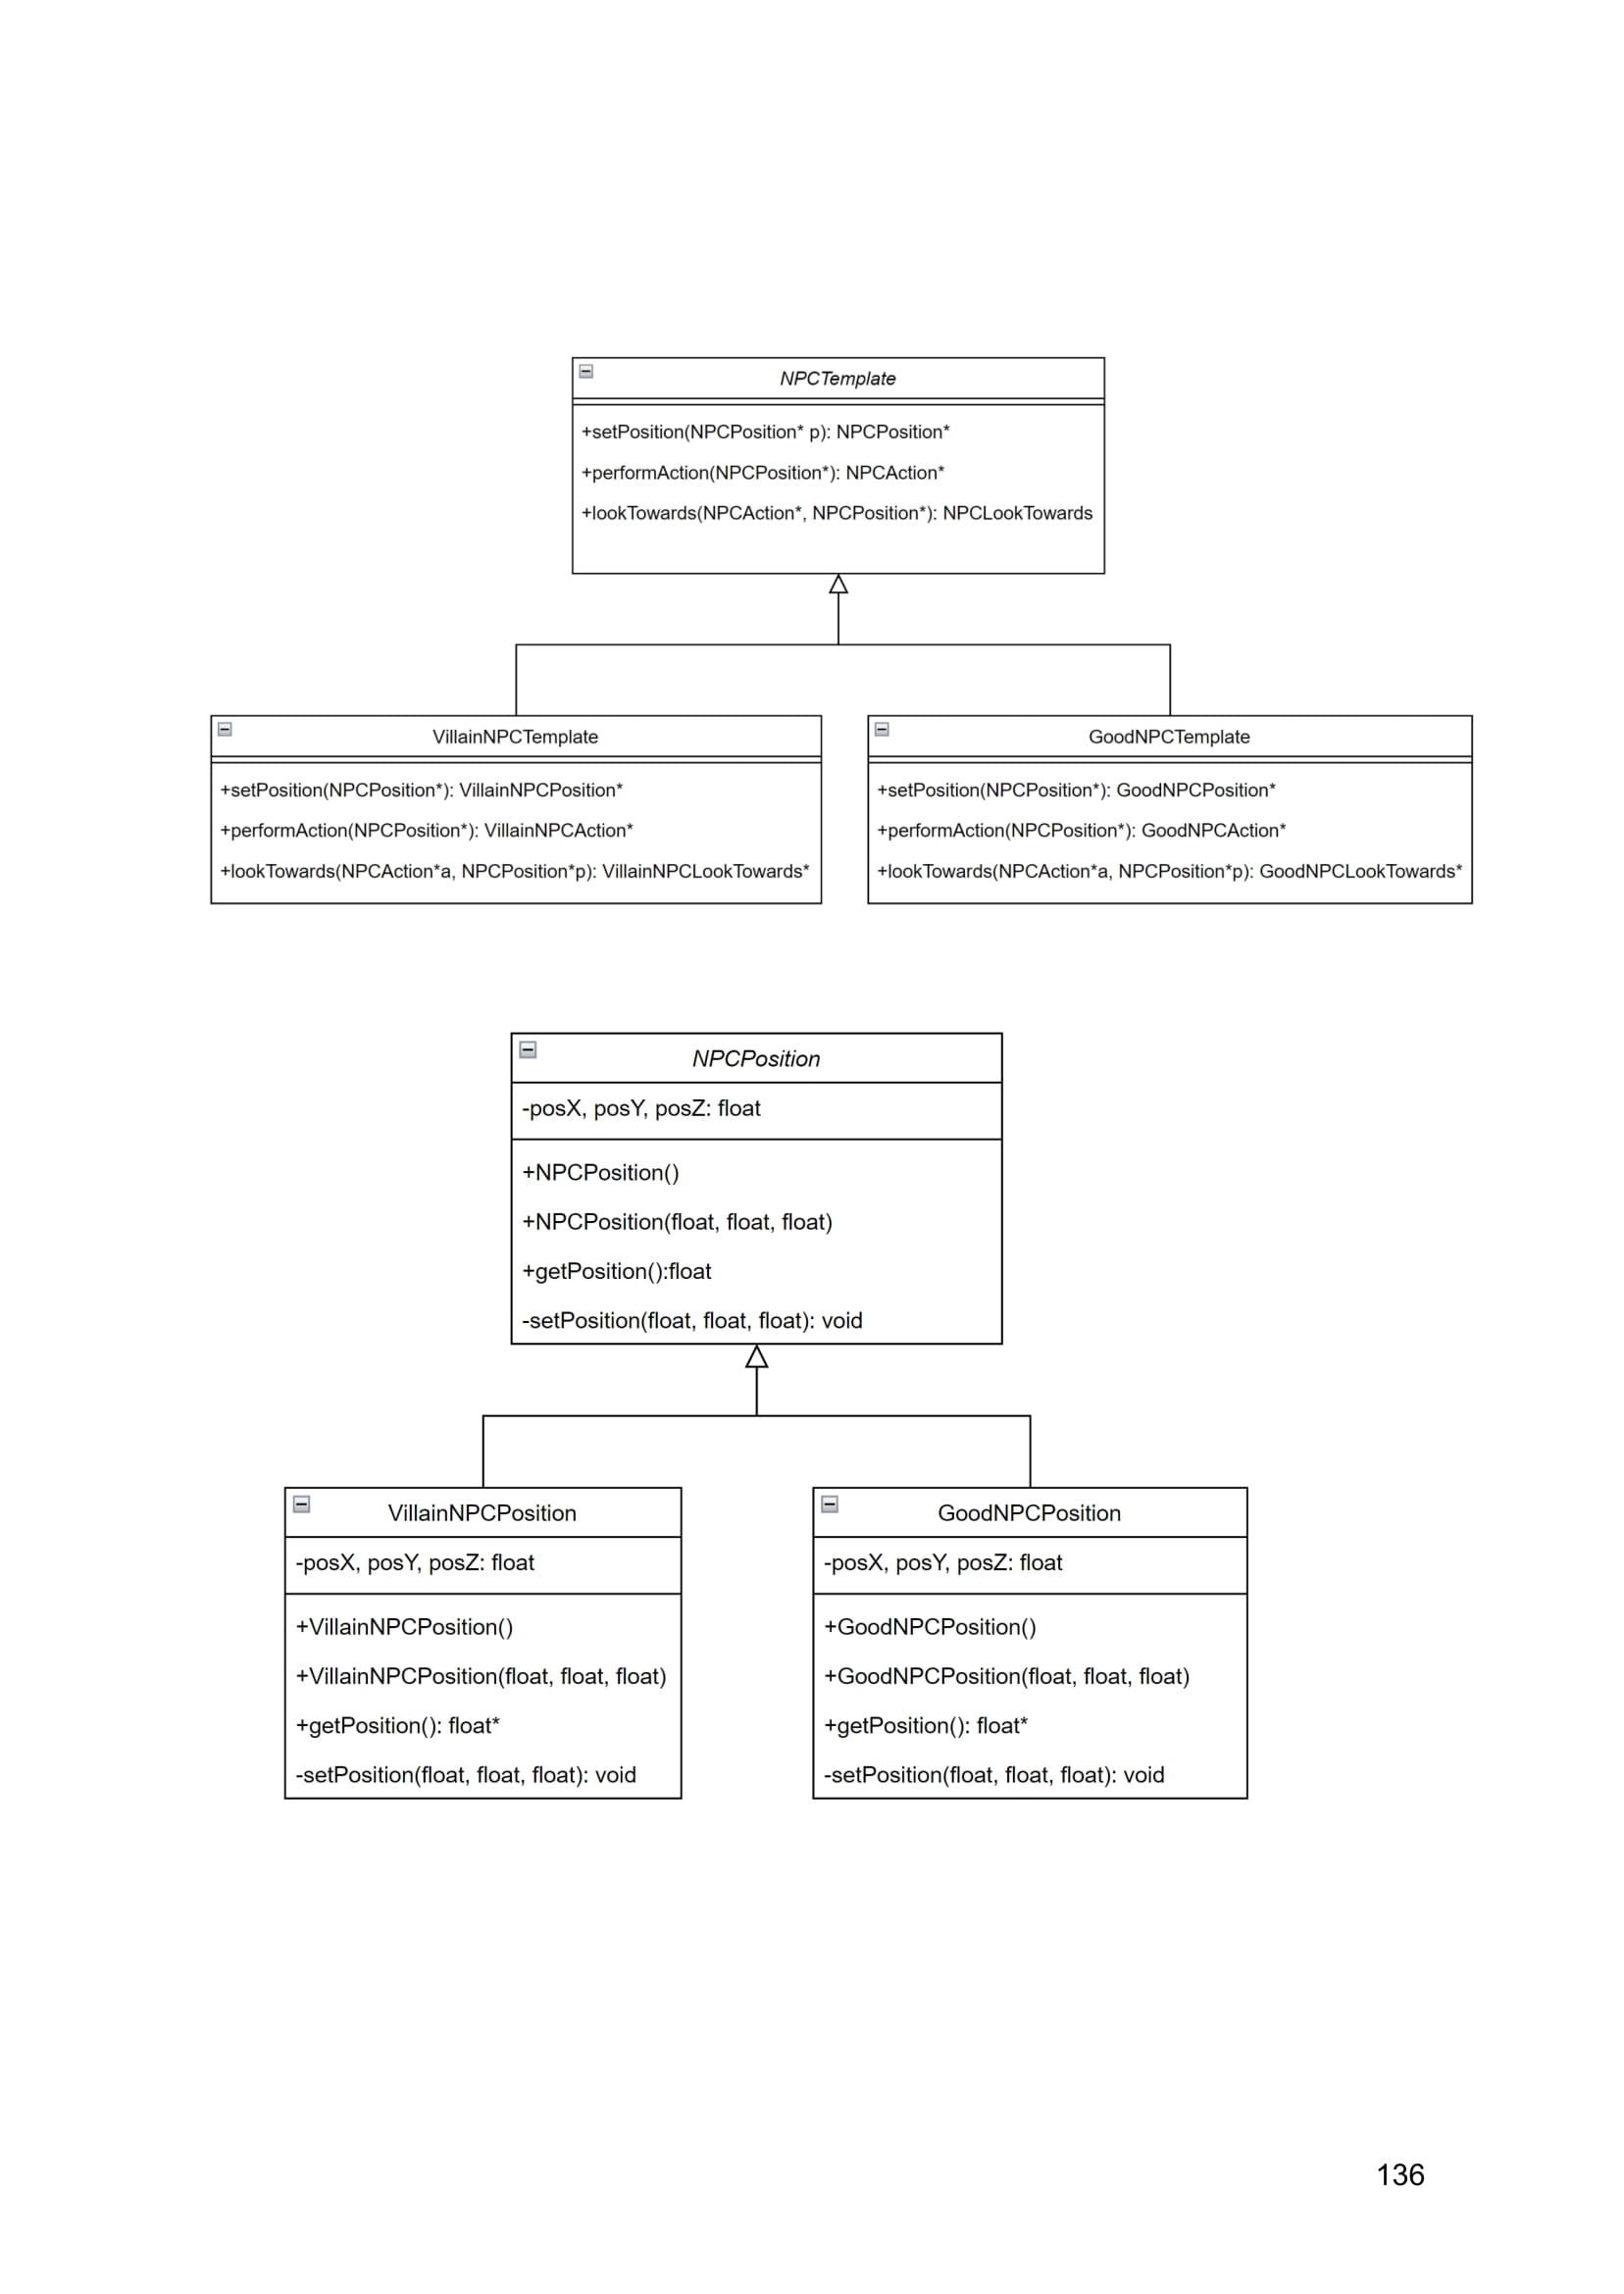 NPCTemplate
+setPosition(NPCPosition* p): NPCPosition*
+performAction(NPCPosition*): NPCAction*
+lookTowards(NPCAction*, NPCPosition*): NPCLookTowards
VillainNPCTemplate
+setPosition(NPCPosition*): VillainNPCPosition*
+performAction(NPCPosition*): VillainNPCAction*
+lookTowards(NPCAction*a, NPCPosition*p): VillainNPCLookTowards*
GoodNPCTemplate
+setPosition(NPCPosition*): GoodNPCPosition*
+performAction(NPCPosition*): GoodNPCAction*
+lookTowards(NPCAction*a, NPCPosition*p): GoodNPCLookTowards*
NPCPosition
-posX, posY, posZ: float
+NPCPosition()
+NPCPosition(float, float, float)
+getPosition():float
-setPosition(float, float, float): void
VillainNPCPosition
-posX, posY, posZ: float
+VillainNPCPosition()
+VillainNPCPosition(float, float, float)
+getPosition(): float*
-setPosition(float, float, float): void
GoodNPCPosition
-posX, posY, posZ: float
+GoodNPCPosition()
+GoodNPCPosition(float, float, float)
+getPosition(): float*
-setPosition(float, float, float): void
136